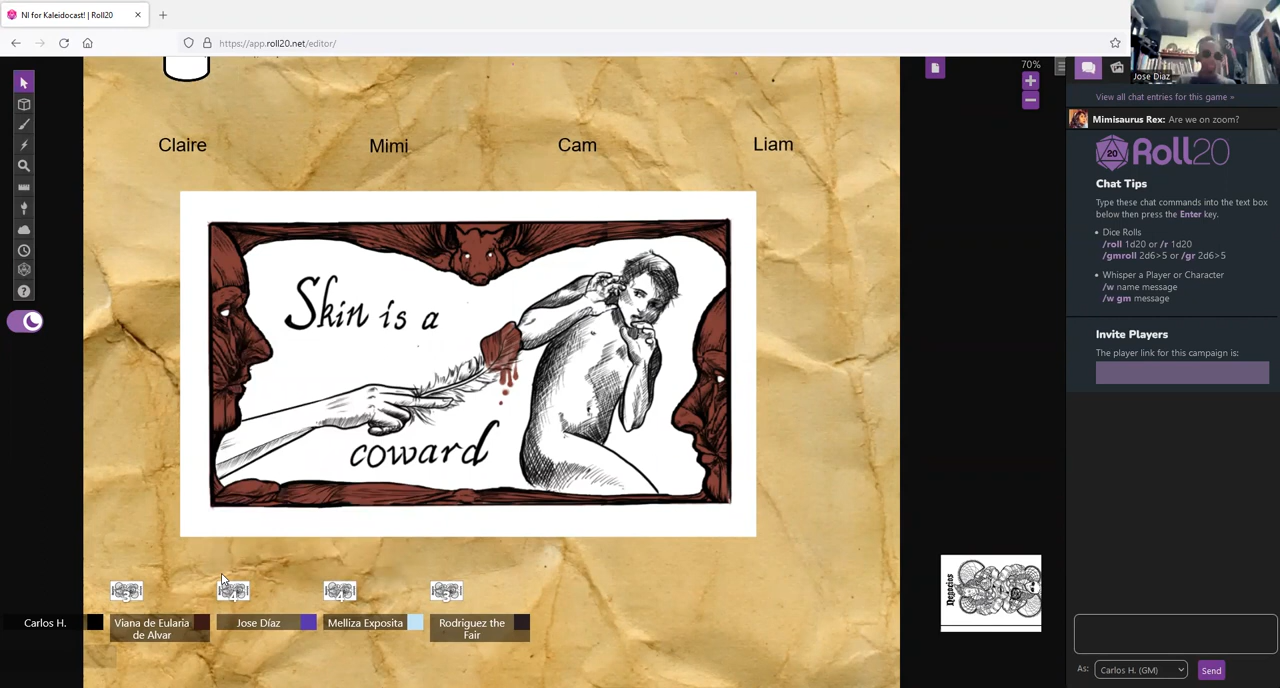 NI for Kaleidocast! | Roll20
https://app.roll20.net/editor/
70%
Jose Diaz
View all chat entries for this game »
Mimisaurus Rex: Are we on zoom?
20 Roll20
Chat Tips
Type these chat commands into the text box
below then press the Enter key.
Dice Rolls
/roll 1d20 or /r 1d20
/gmroll 2d6>5 or /gr 2d6>5
Whisper a Player or Character
/w name message
/w gm message
Invite Players
The player link for this campaign is:
Claire Mimi Cam Liam
Skin is a
coward
Negocios
Carlos H.
Viana de Eularia
de Alvar
Jose Díaz
Melliza Exposita
Rodriguez the
Fair
As: Carlos H. (GM) Send